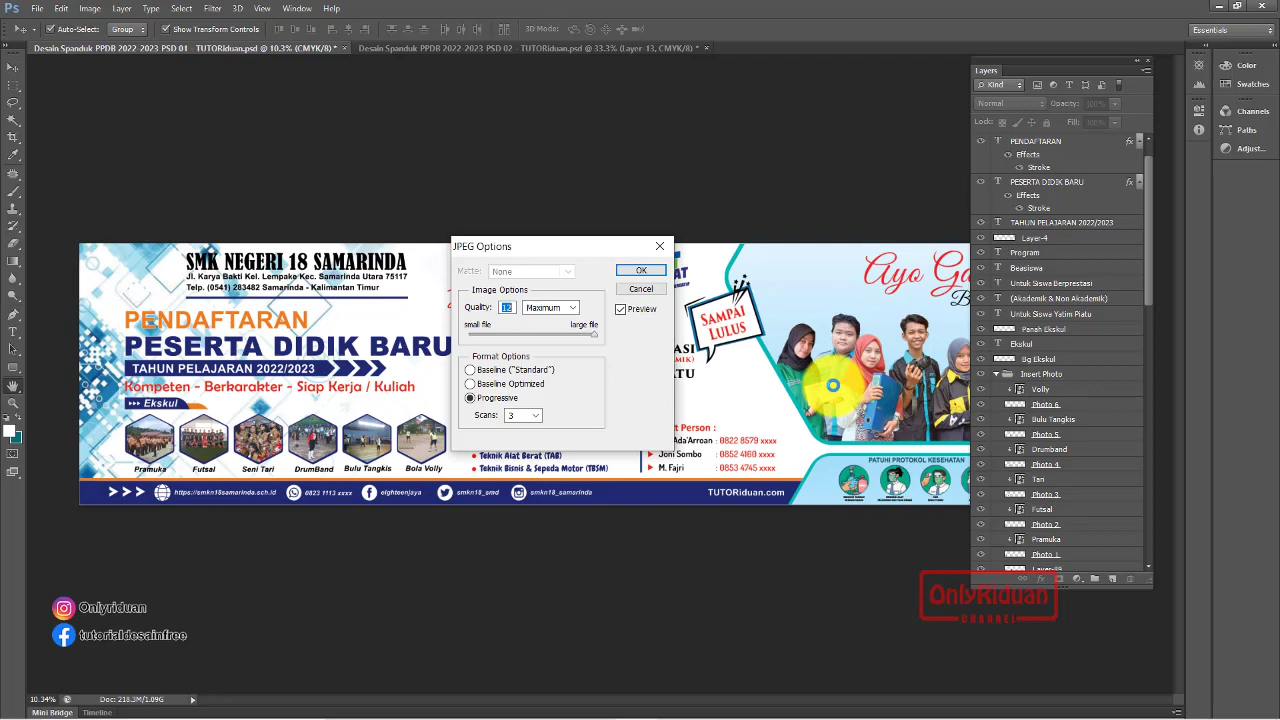 Ps File Edit Image Layer Type Select Filter 3D View Window Help
Auto-Select: Group Show Transform Controls 3D Mode: Essentials
Desain Spanduk PPDB 2022-2023 PSD 01 - TUTORiduan.psd @ 10.3% (CMYK/8) * × Desain Spanduk PPDB 2022-2023 PSD 02 - TUTORiduan.psd @ 33.3% (Layer-13, CMYK/8) * ×
Layers
Kind
Normal Opacity: 100%
Lock: Fill: 100%
PENDAFTARAN fx
Effects
Stroke
PESERTA DIDIK BARU fx
Effects
Stroke
TAHUN PELAJARAN 2022/2023
Layer-4
Program
Beasiswa
Untuk Siswa Berprestasi
(Akademik & Non Akademik)
Untuk Siswa Yatim Piatu
Panah Ekskul
Ekskul
Bg Ekskul
Insert Photo
Volly
Photo 6
Bulu Tangkis
Photo 5
Drumband
Photo 4
Tari
Photo 3
Futsal
Photo 2
Pramuka
Photo 1
Color
Swatches
Channels
Paths
Adjust...
JPEG Options
Matte: None
OK
Cancel
Preview
Image Options
Quality: 12 Maximum
small file large file
Format Options
Baseline ("Standard")
Baseline Optimized
Progressive
Scans: 3
SMK NEGERI 18 SAMARINDA
Jl. Karya Bakti Kel. Lempake Kec. Samarinda Utara 75117
Telp. (0541) 283482 Samarinda - Kalimantan Timur
PENDAFTARAN
PESERTA DIDIK BARU
TAHUN PELAJARAN 2022/2023
Kompeten - Berkarakter - Siap Kerja / Kuliah
Ekskul
Pramuka Futsal Seni Tari DrumBand Bulu Tangkis Bola Volly
Teknik Alat Berat (TAB)
Teknik Bisnis & Sepeda Motor (TBSM)
SAMPAI
LULUS
Ayo Ga
Person :
Ada'Arroan : 0822 8579 xxxx
Joni Sombo : 0852 4160 xxxx
M. Fajri : 0853 4745 xxxx
PATUHI PROTOKOL KESEHATAN
https://smkn18samarinda.sch.id 0823 1113 xxxx eighteenjaya smkn18_smd smkn18_samarinda TUTORiduan.com
Onlyriduan
tutorialdesainfree
OnlyRiduan
CHANNEL
10.34% Doc: 218.3M/1.09G
Mini Bridge Timeline